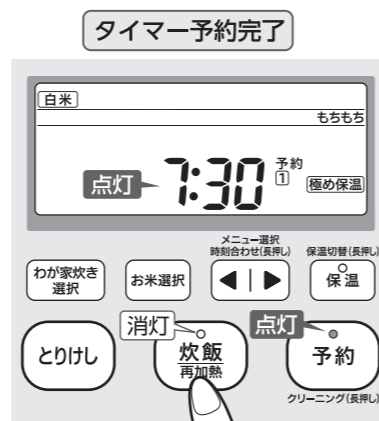 タイマー予約完了
白米
もちもち
点灯
7:30
予約
1
極め保温
メニュー選択
時刻合わせ(長押し)
保温切替(長押し)
わが家炊き
選択
お米選択
◀ | ▶
保温
消灯
点灯
とりけし
炊飯
再加熱
予約
クリーニング(長押し)